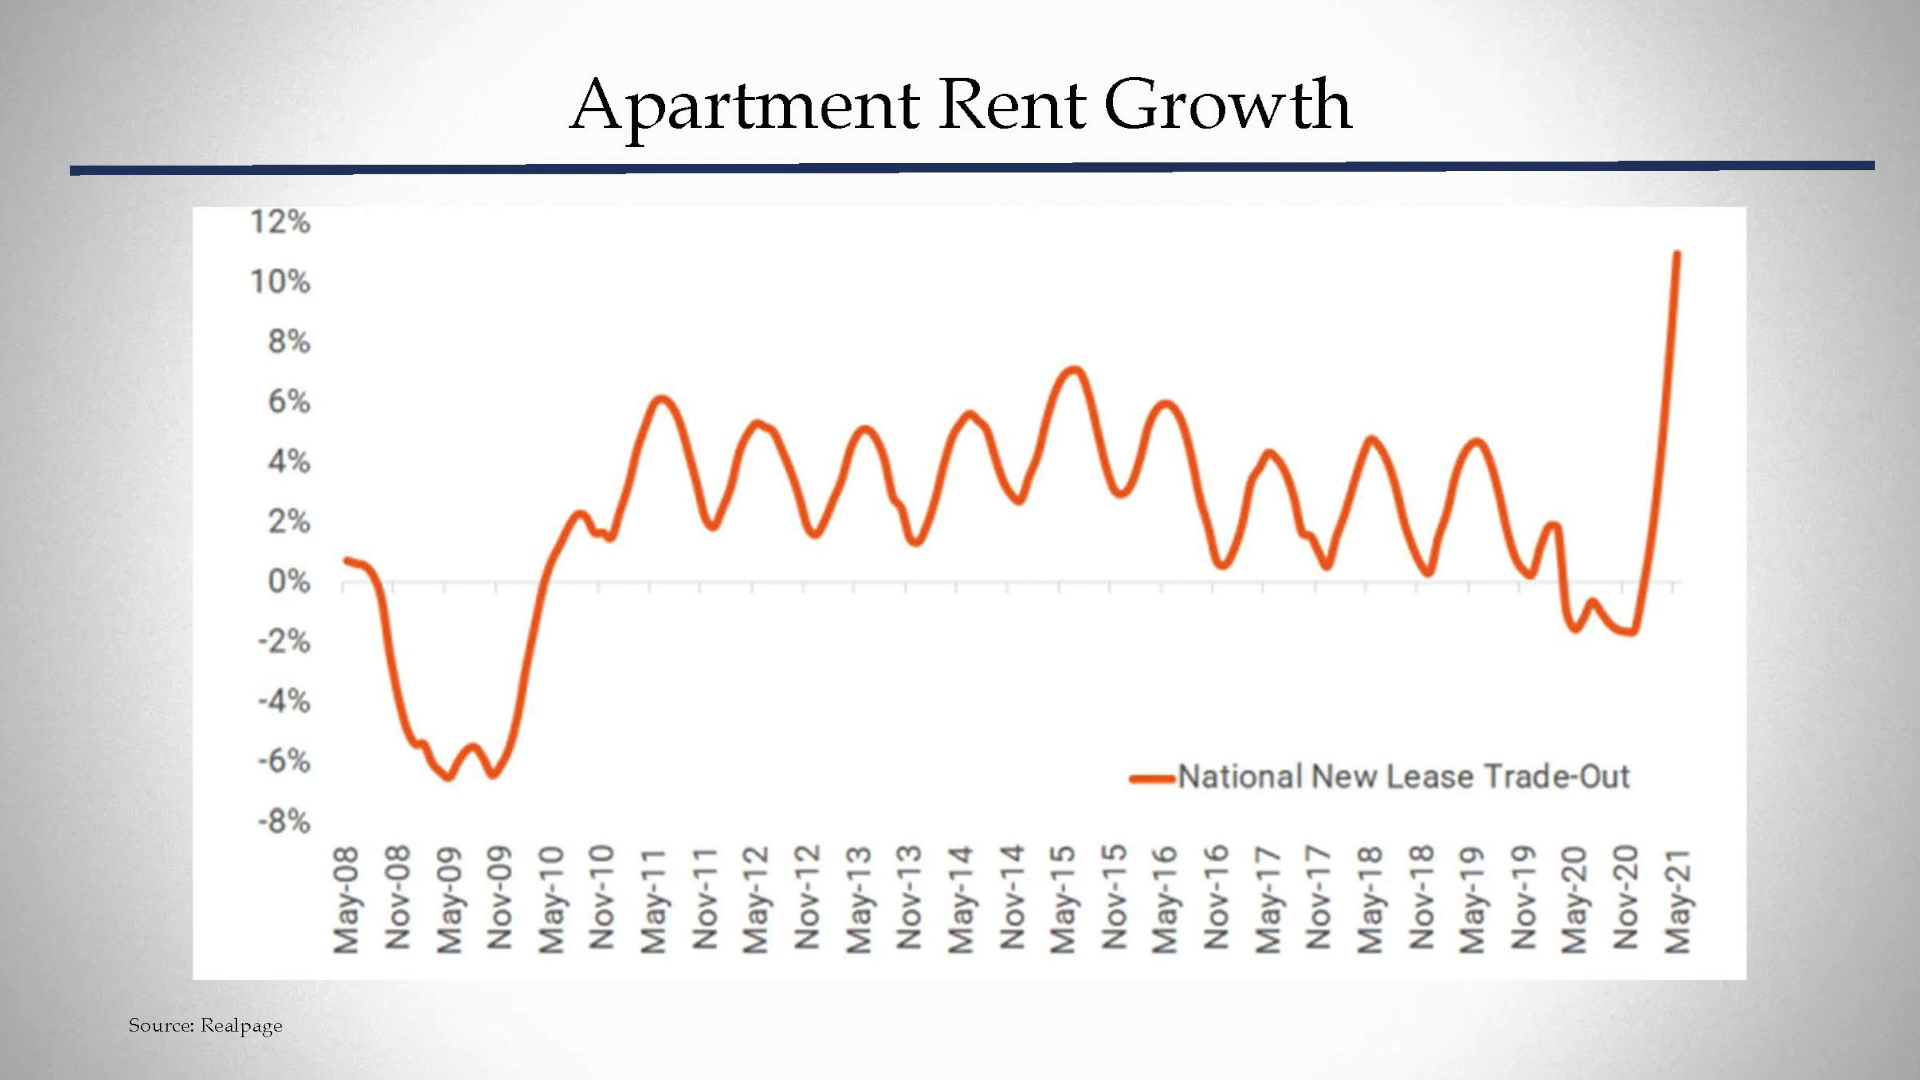 Apartment Rent Growth
12%
10%
8%
6%
4%
2%
0%
-2%
-4%
-6%
-8%
National New Lease Trade-Out
May-08
Nov-08
May-09
Nov-09
May-10
Nov-10
May-11
Nov-11
May-12
Nov-12
May-13
Nov-13
May-14
Nov-14
May-15
Nov-15
May-16
Nov-16
May-17
Nov-17
May-18
Nov-18
May-19
Nov-19
May-20
Nov-20
May-21
Source: Realpage